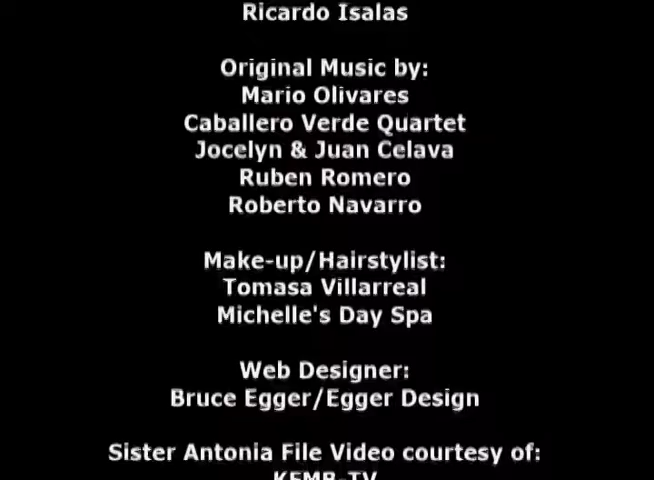 Ricardo Isalas
Original Music by:
Mario Olivares
Caballero Verde Quartet
Jocelyn & Juan Celava
Ruben Romero
Roberto Navarro
Make-up/Hairstylist:
Tomasa Villarreal
Michelle's Day Spa
Web Designer:
Bruce Egger/Egger Design
Sister Antonia File Video courtesy of:
KFMB-TV